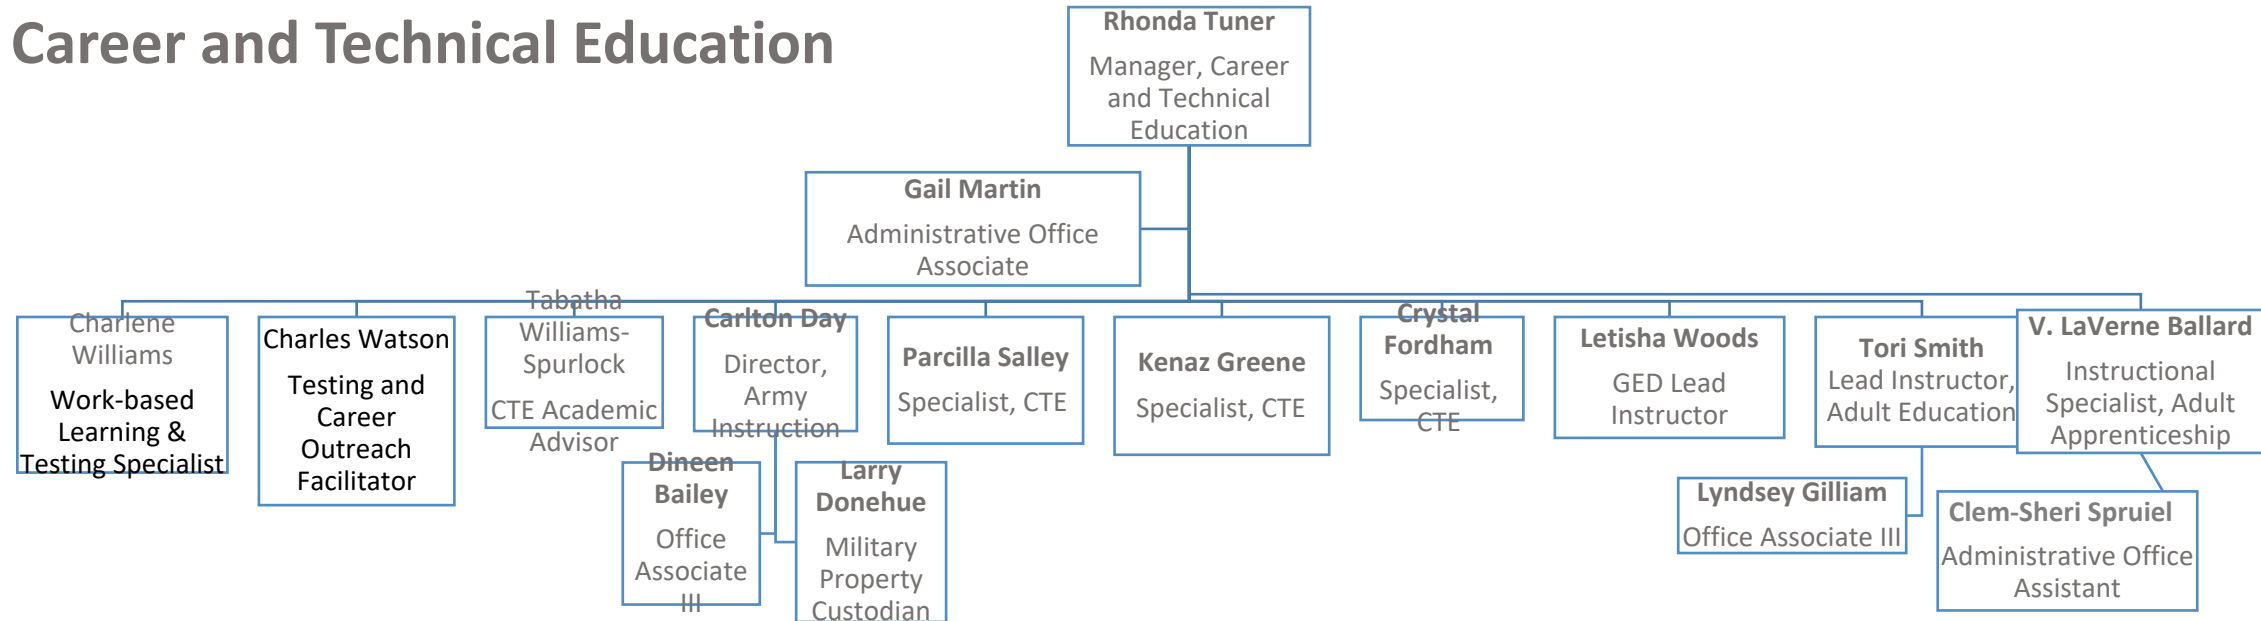 Career and Technical Education
Rhonda Tuner
Manager, Career
and Technical
Education
Gail Martin
Administrative Office
Associate
Charlene
Williams
Work-based
Learning &
Testing Specialist
Charles Watson
Testing and
Career
Outreach
Facilitator
Tabatha
Williams-
Spurlock
CTE Academic
Advisor
Carlton Day
Director,
Army
Instruction
Dineen
Bailey
Office
Associate
III
Larry
Donehue
Military
Property
Custodian
Parcilla Salley
Specialist, CTE
Kenaz Greene
Specialist, CTE
Crystal
Fordham
Specialist,
CTE
Letisha Woods
GED Lead
Instructor
Tori Smith
Lead Instructor,
Adult Education
Lyndsey Gilliam
Office Associate III
V. LaVerne Ballard
Instructional
Specialist, Adult
Apprenticeship
Clem-Sheri Spruiel
Administrative Office
Assistant